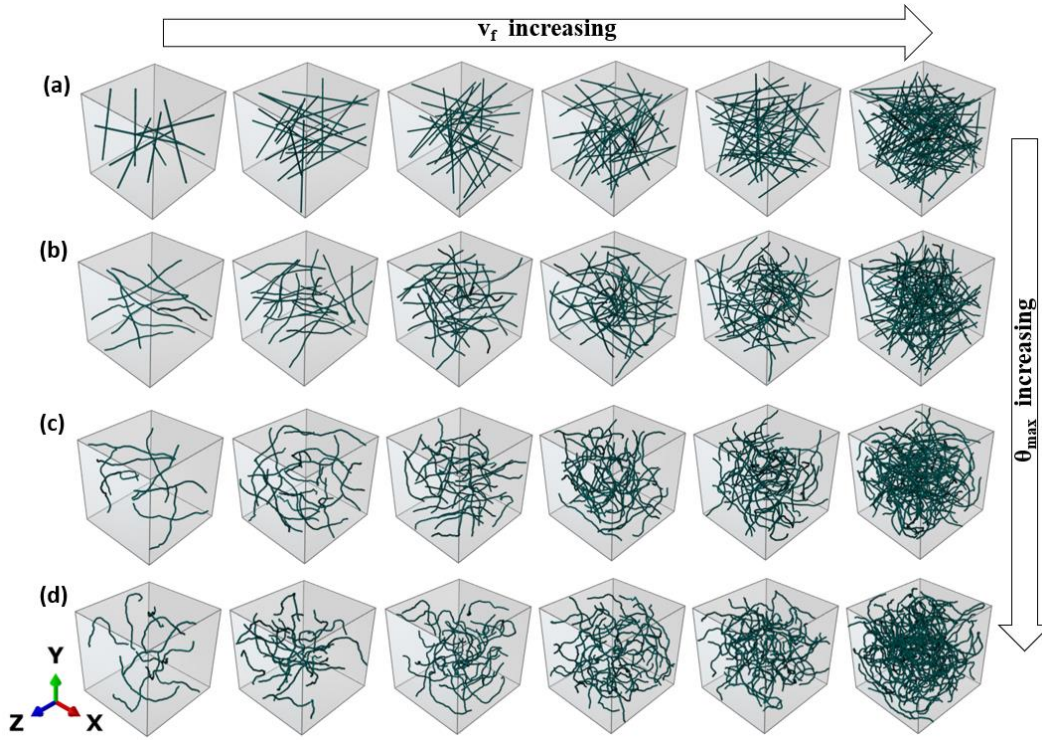 v_f increasing
(a)
(b)
(c)
(d)
θ_max increasing
Y
Z X